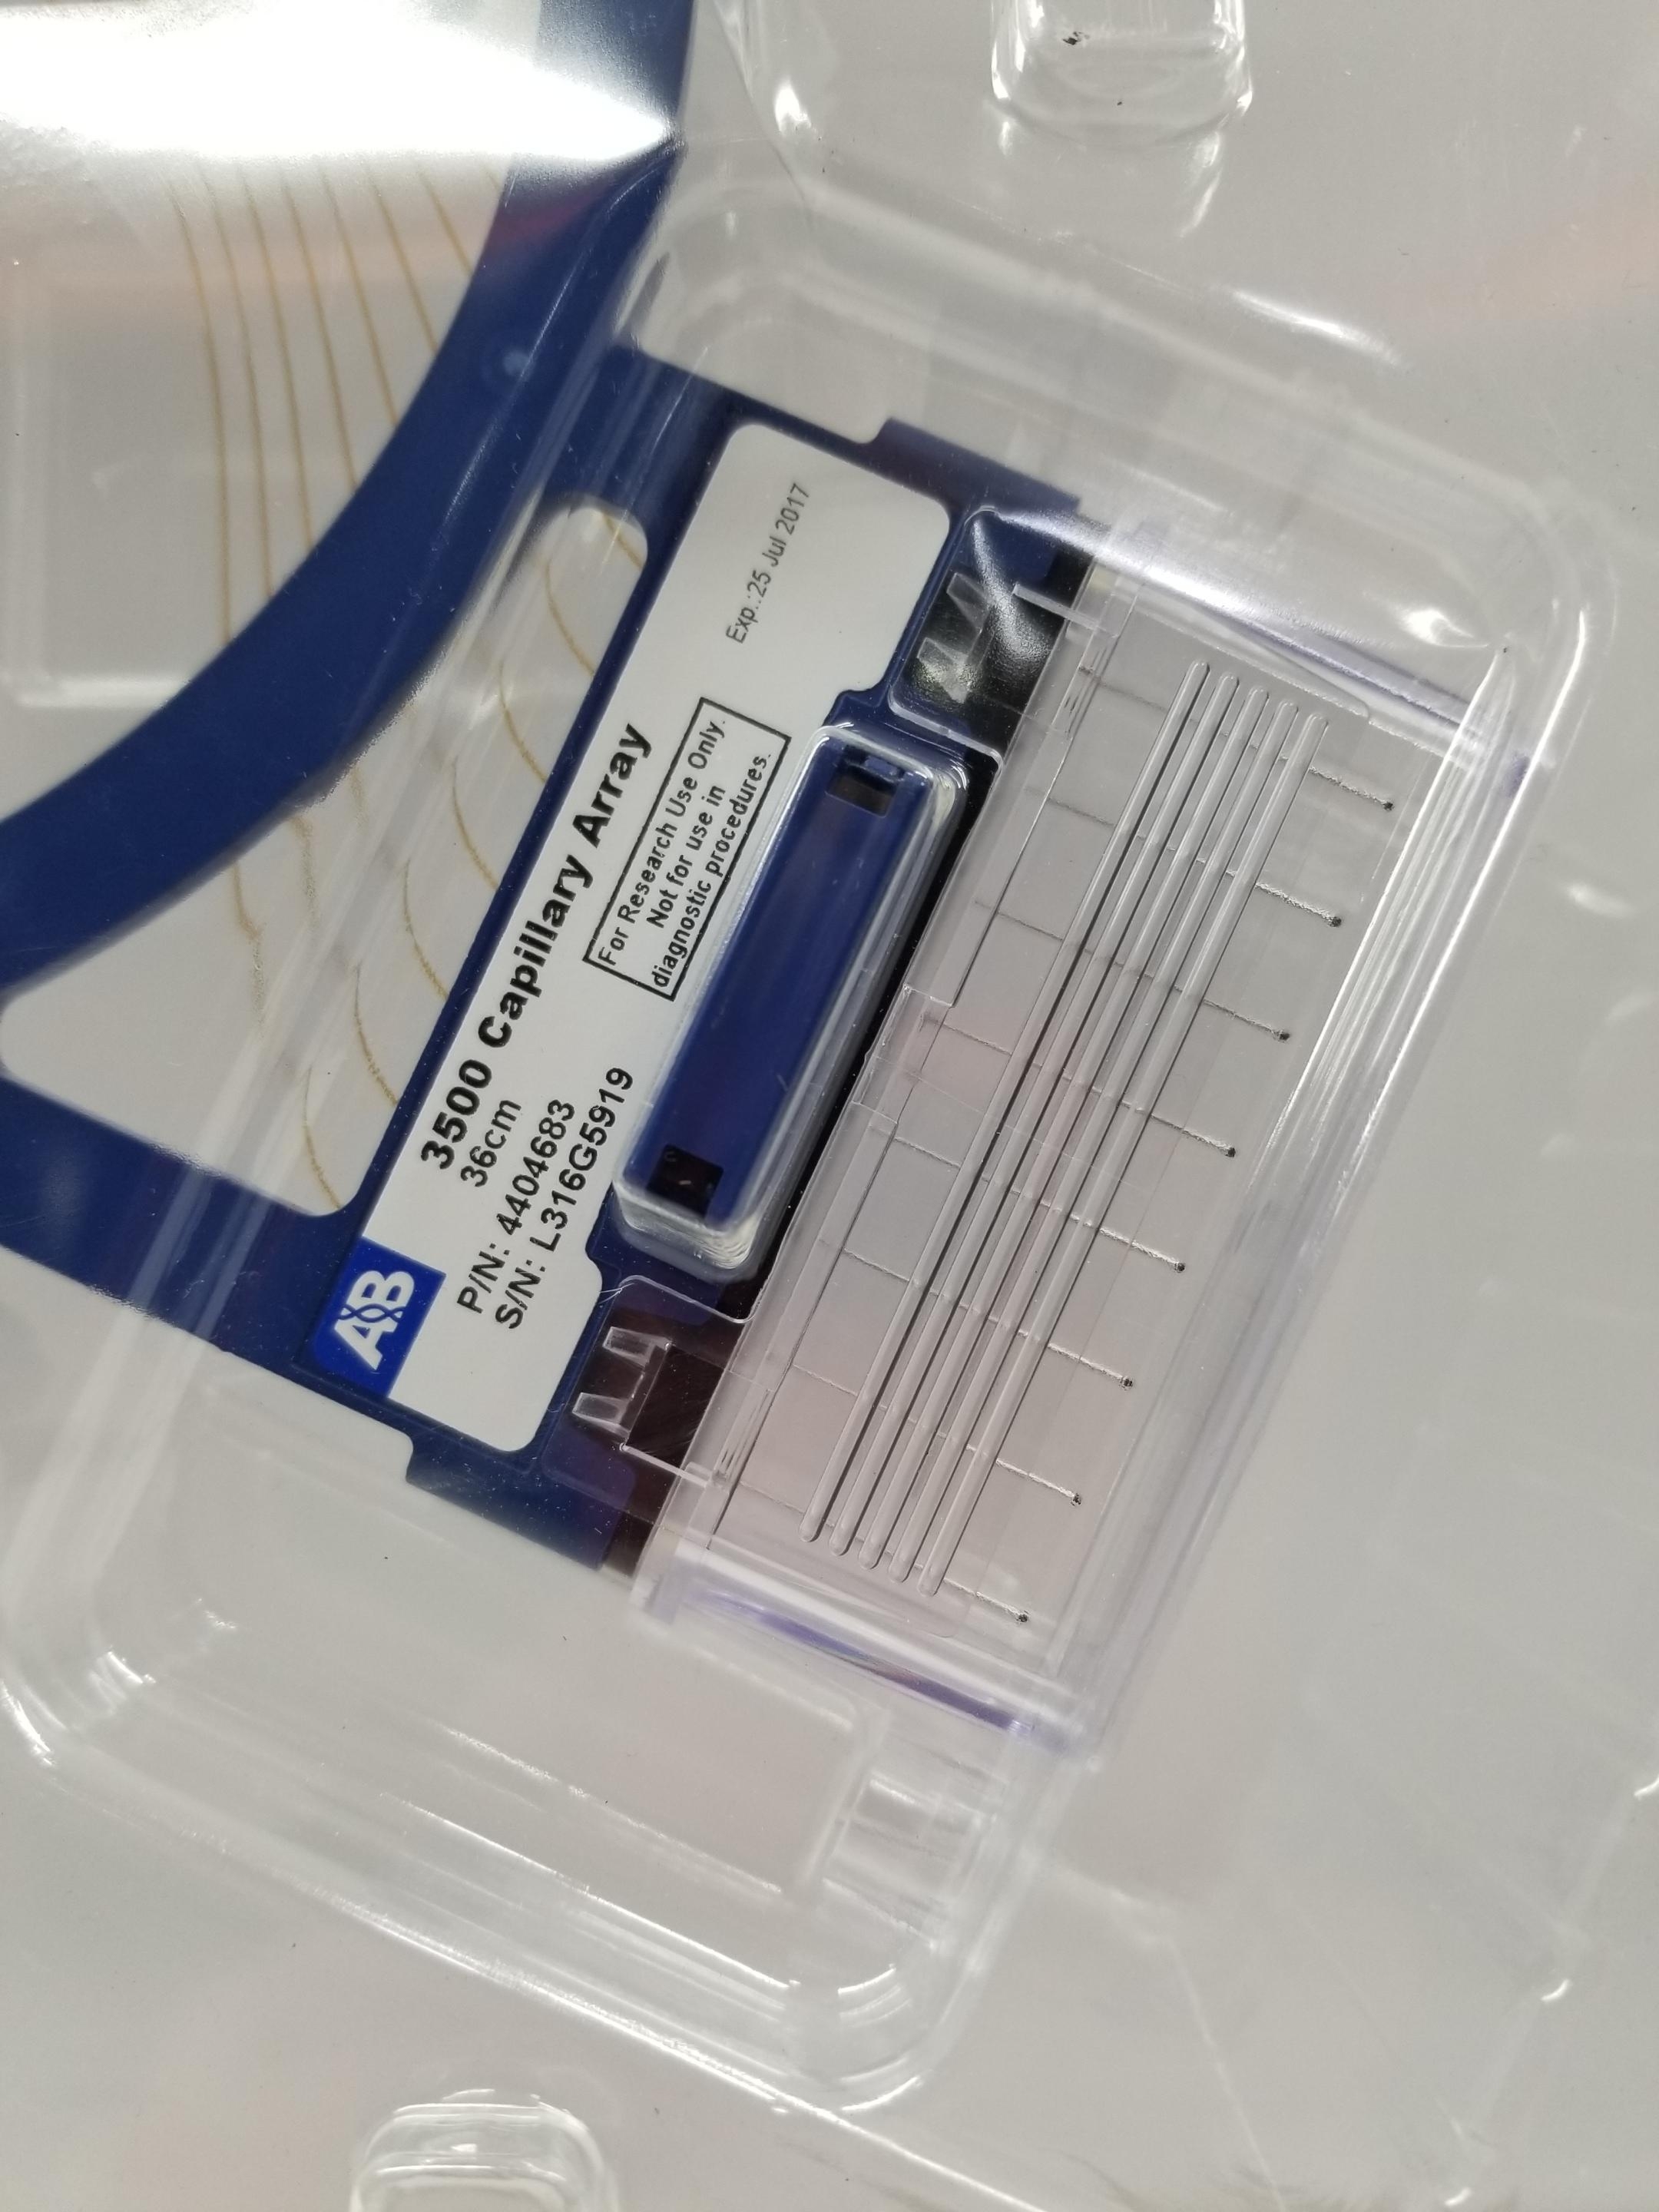 AB
3500 Capillary Array
36cm
P/N: 4404683
S/N: L316G5919
For Research Use Only.
Not for use in
diagnostic procedures.
Exp.:25 Jul 2017